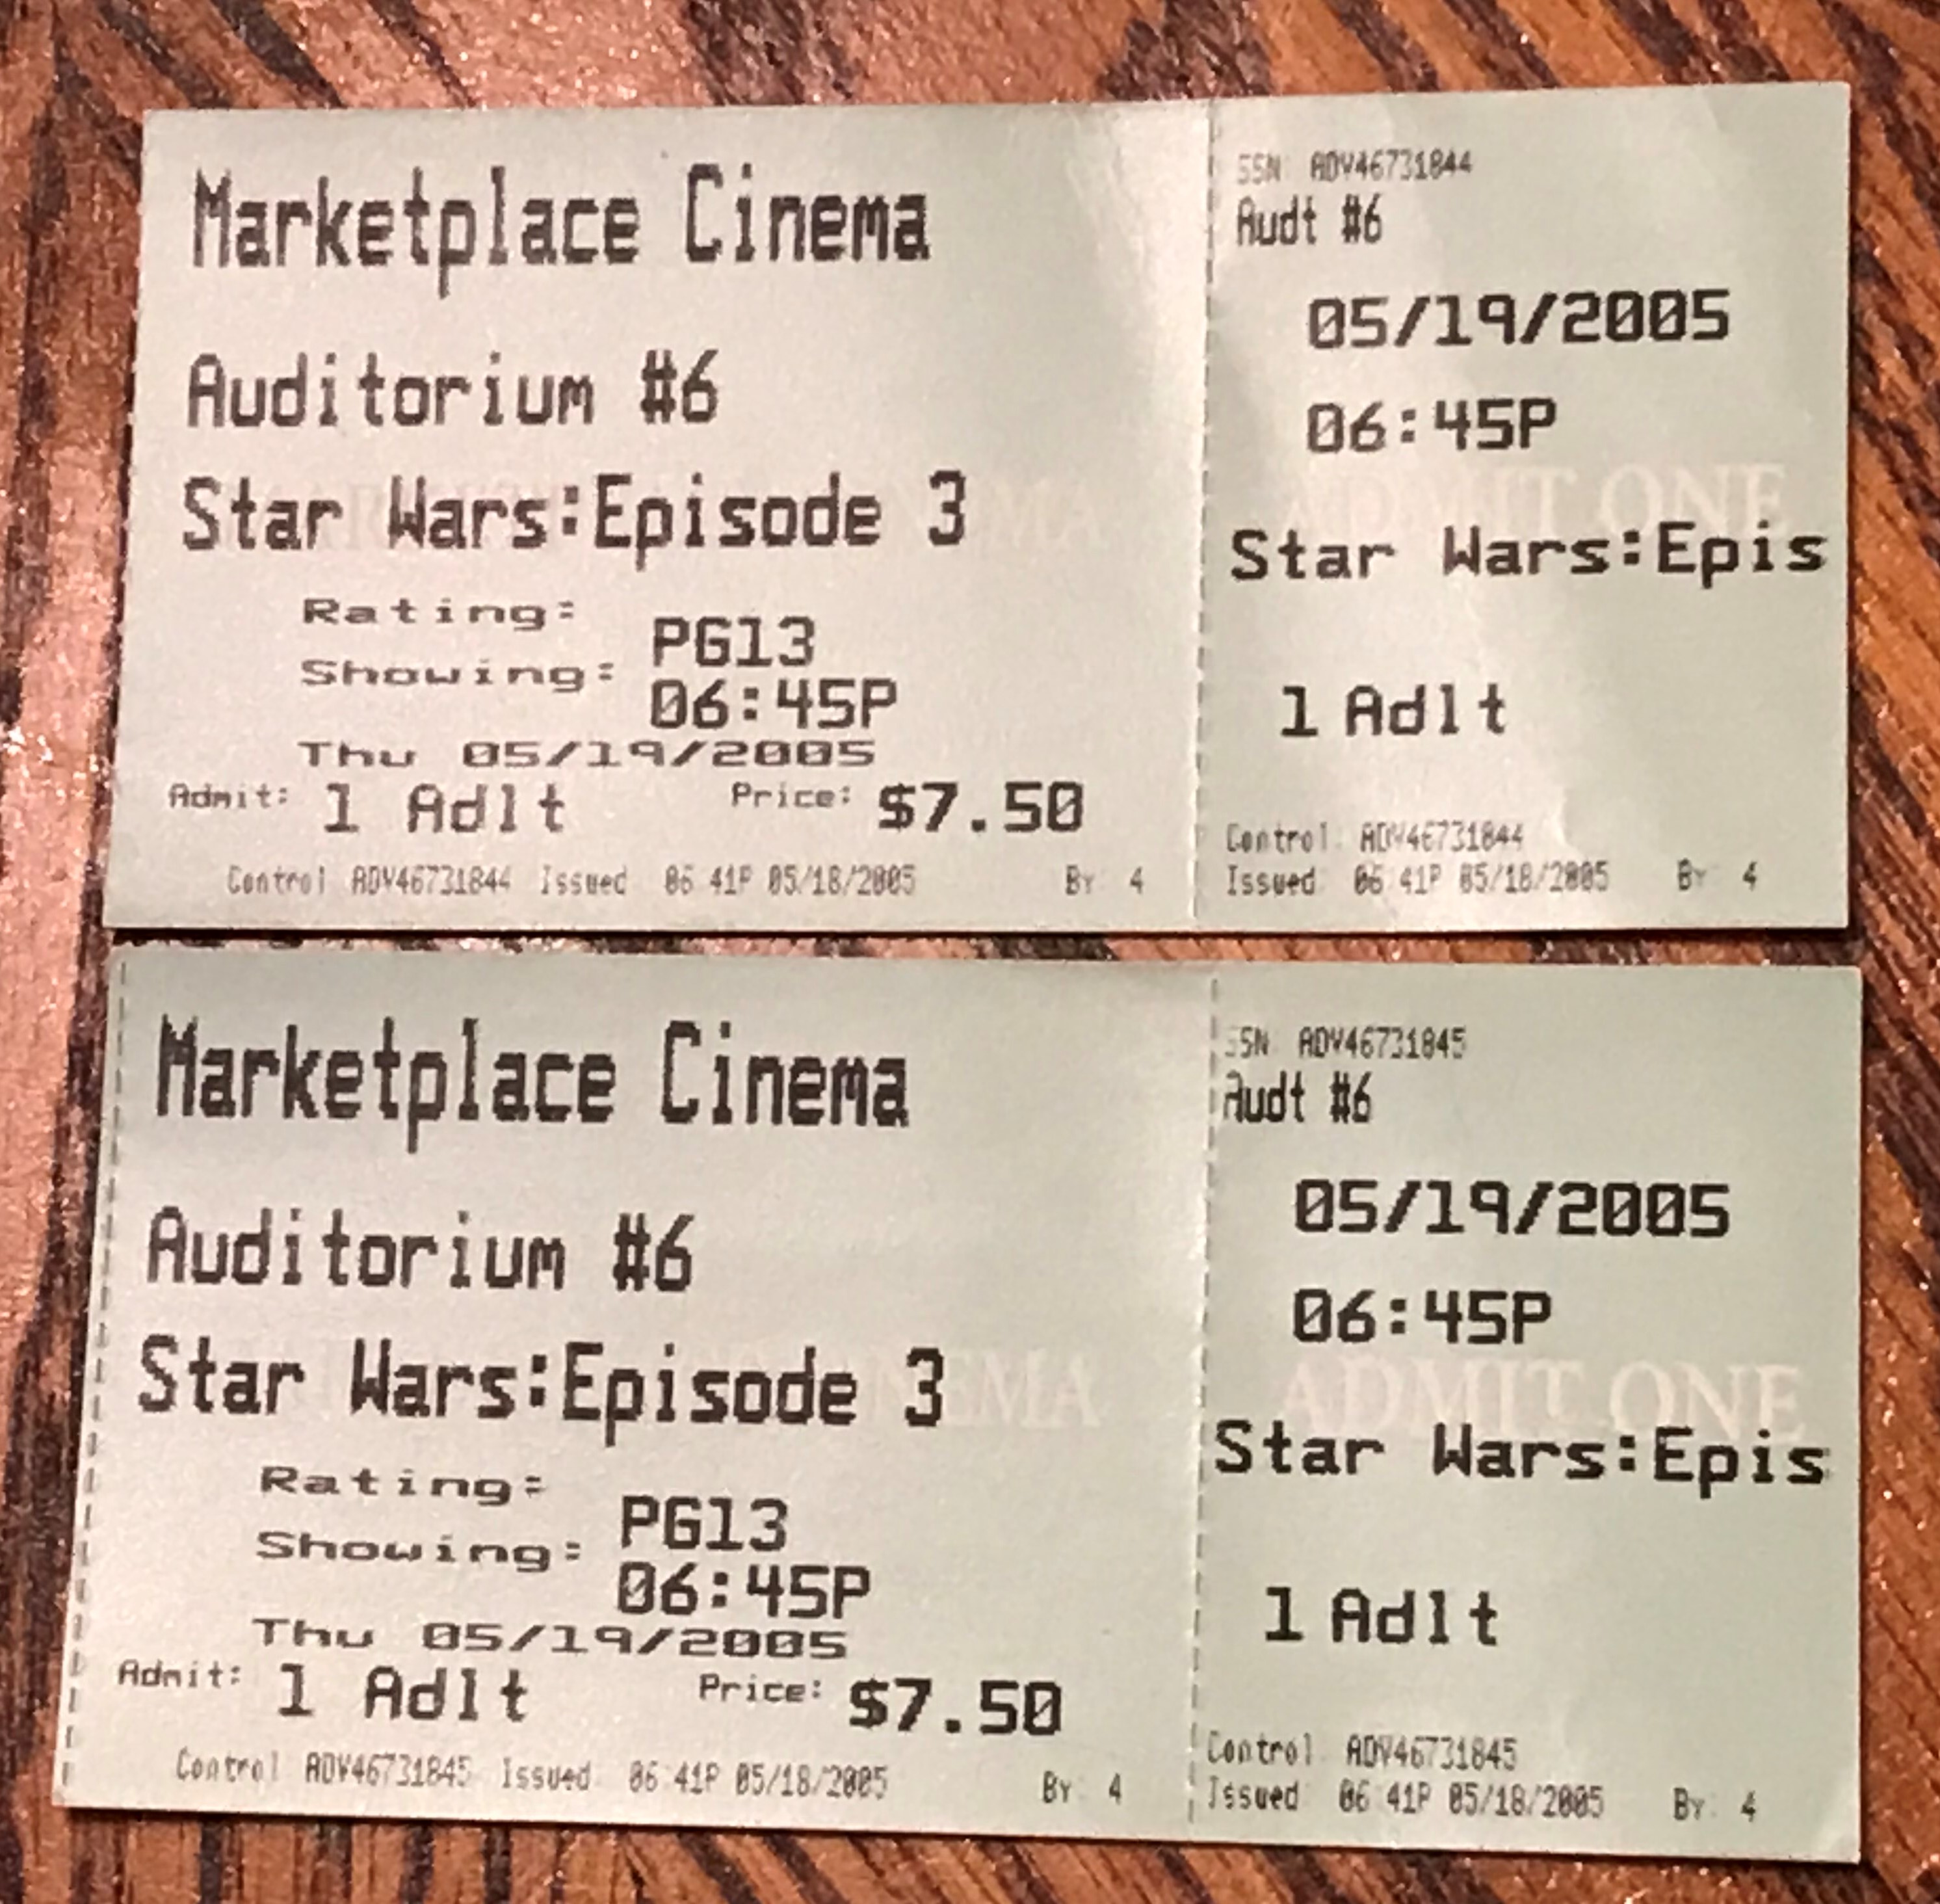 Marketplace Cinema
Auditorium #6
Star Wars:Episode 3
Rating: PG13
Showing: 06:45P
Thu 05/19/2005
Admit: 1 Adlt Price: $7.50
Control ADV46731844 Issued 06:41P 05/18/2005 By: 4
SSN: ADV46731844
Audt #6
05/19/2005
06:45P
ADMIT ONE
Star Wars:Epis
1 Adlt
Control: ADV46731844
Issued: 06:41P 05/18/2005 By: 4
Marketplace Cinema
Auditorium #6
Star Wars:Episode 3
CINEMA
Rating: PG13
Showing: 06:45P
Thu 05/19/2005
Admit: 1 Adlt Price: $7.50
Control ADV46731845 Issued 06:41P 05/18/2005 By: 4
SSN: ADV46731845
Audt #6
05/19/2005
06:45P
ADMIT ONE
Star Wars:Epis
1 Adlt
Control: ADV46731845
Issued: 06:41P 05/18/2005 By: 4